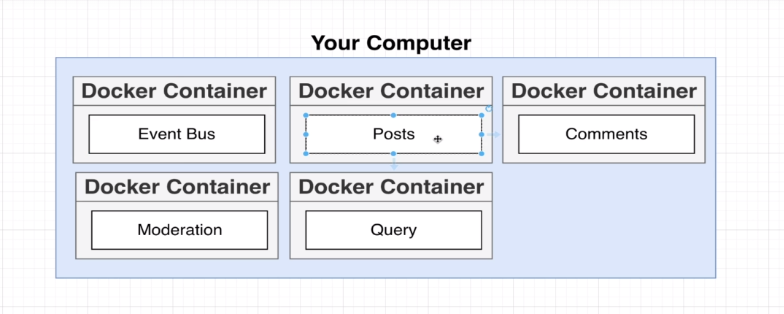 Your Computer
Docker Container
Docker Container
Docker Container
Event Bus
Posts
Comments
Docker Container
Docker Container
Moderation
Query